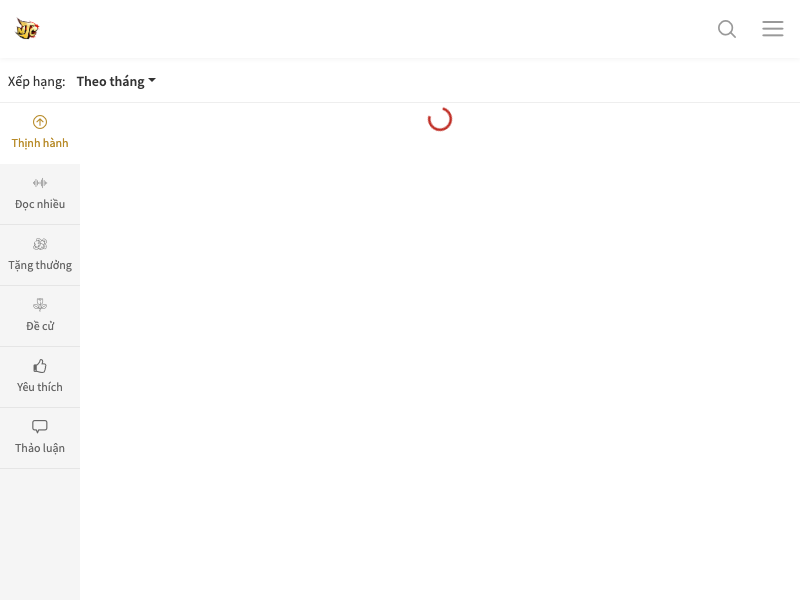 Xếp hạng: Theo tháng
Thịnh hành
Đọc nhiều
Tặng thưởng
Đề cử
Yêu thích
Thảo luận